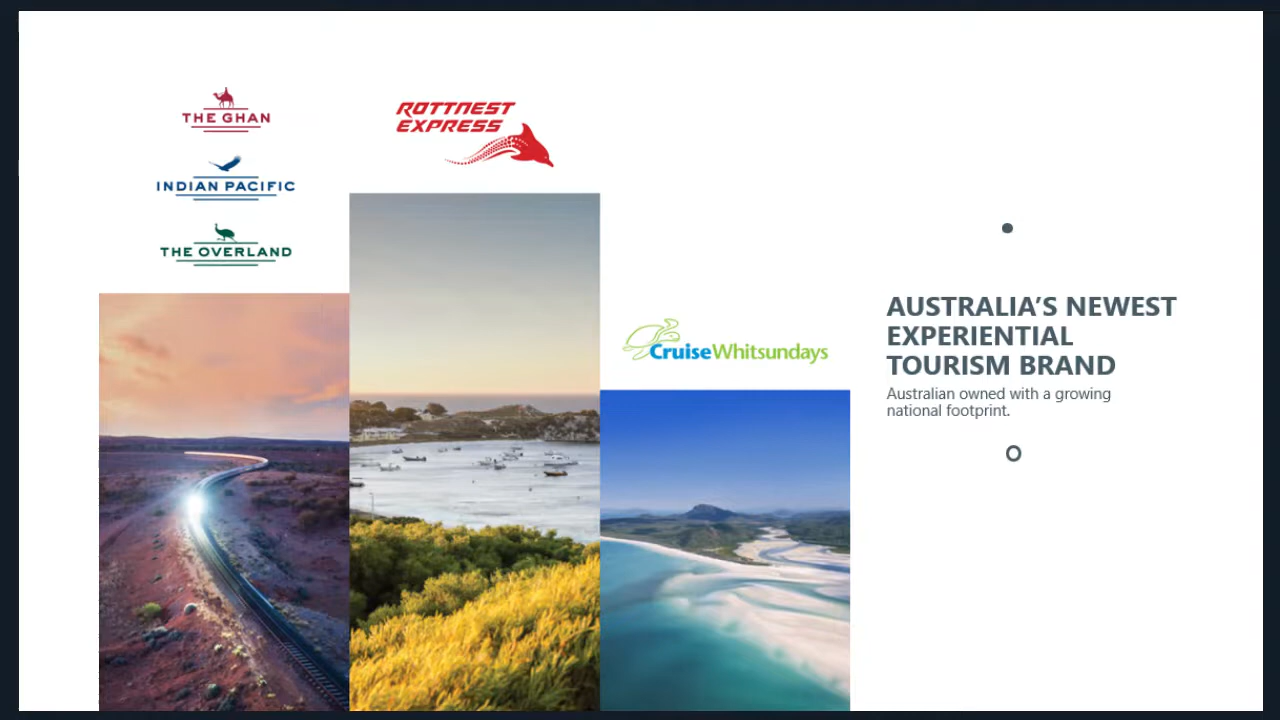 THE GHAN
INDIAN PACIFIC
THE OVERLAND
ROTTNEST
EXPRESS
CruiseWhitsundays
AUSTRALIA’S NEWEST
EXPERIENTIAL
TOURISM BRAND
Australian owned with a growing
national footprint.